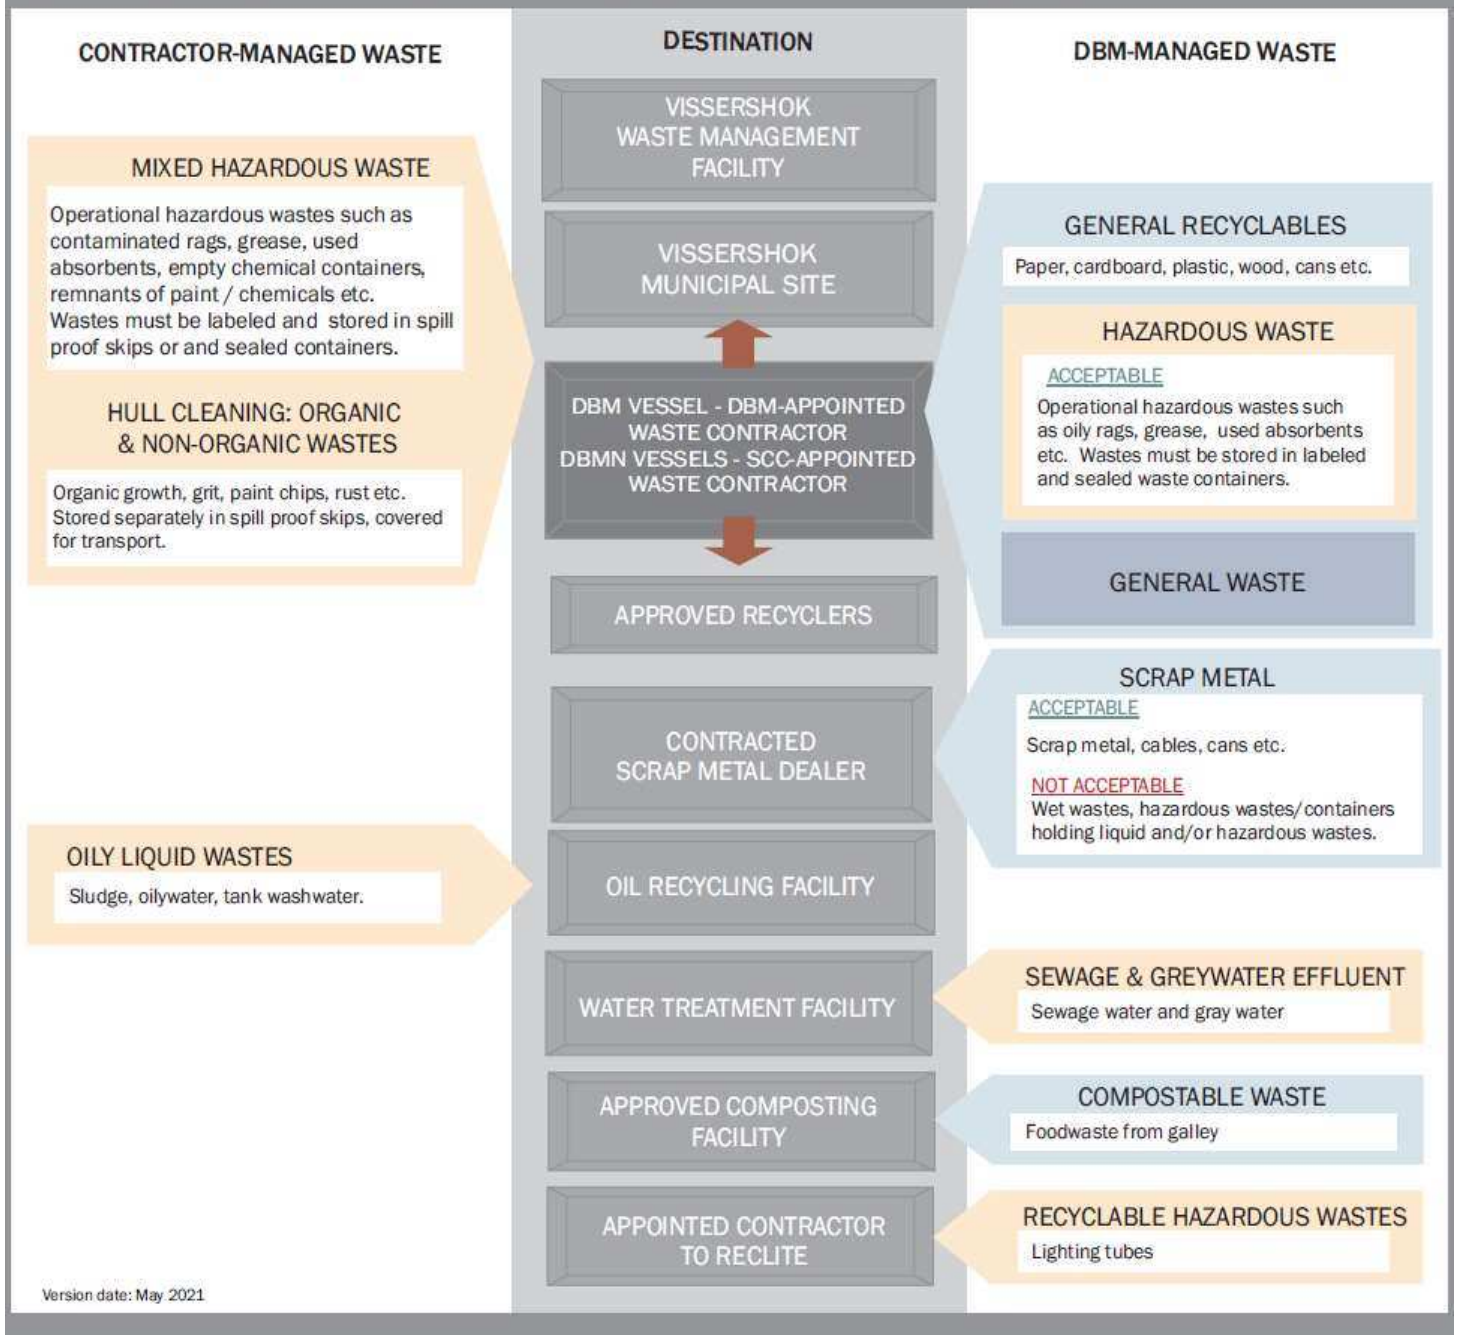 CONTRACTOR-MANAGED WASTE
MIXED HAZARDOUS WASTE
Operational hazardous wastes such as
contaminated rags, grease, used
absorbents, empty chemical containers,
remnants of paint / chemicals etc.
Wastes must be labeled and stored in spill
proof skips or and sealed containers.
HULL CLEANING: ORGANIC
& NON-ORGANIC WASTES
Organic growth, grit, paint chips, rust etc.
Stored separately in spill proof skips, covered
for transport.
OILY LIQUID WASTES
Sludge, oilywater, tank washwater.
Version date: May 2021
DESTINATION
VISSERSHOK
WASTE MANAGEMENT
FACILITY
VISSERSHOK
MUNICIPAL SITE
DBM VESSEL - DBM-APPOINTED
WASTE CONTRACTOR
DBMN VESSELS - SCC-APPOINTED
WASTE CONTRACTOR
APPROVED RECYCLERS
CONTRACTED
SCRAP METAL DEALER
OIL RECYCLING FACILITY
WATER TREATMENT FACILITY
APPROVED COMPOSTING
FACILITY
APPOINTED CONTRACTOR
TO RECLITE
DBM-MANAGED WASTE
GENERAL RECYCLABLES
Paper, cardboard, plastic, wood, cans etc.
HAZARDOUS WASTE
ACCEPTABLE
Operational hazardous wastes such
as oily rags, grease, used absorbents
etc. Wastes must be stored in labeled
and sealed waste containers.
GENERAL WASTE
SCRAP METAL
ACCEPTABLE
Scrap metal, cables, cans etc.
NOT ACCEPTABLE
Wet wastes, hazardous wastes/containers
holding liquid and/or hazardous wastes.
SEWAGE & GREYWATER EFFLUENT
Sewage water and gray water
COMPOSTABLE WASTE
Foodwaste from galley
RECYCLABLE HAZARDOUS WASTES
Lighting tubes